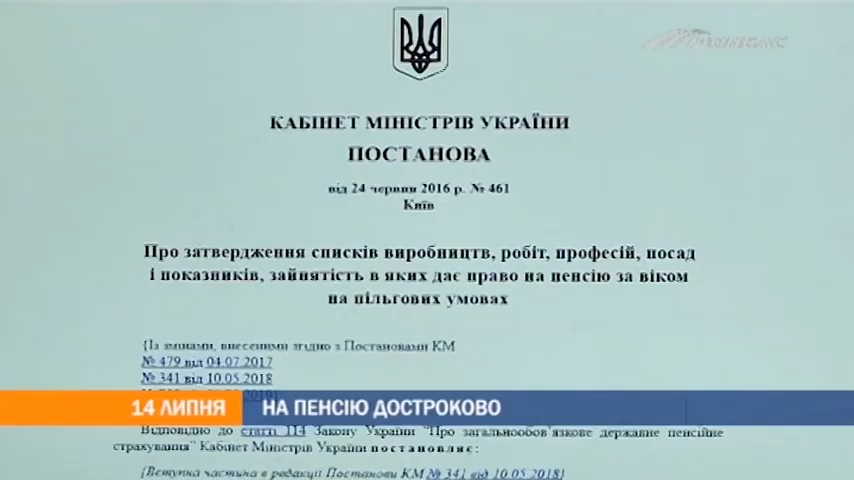 ДОНБАС
КАБІНЕТ МІНІСТРІВ УКРАЇНИ
ПОСТАНОВА
від 24 червня 2016 р. № 461
Київ
Про затвердження списків виробництв, робіт, професій, посад
і показників, зайнятість в яких дає право на пенсію за віком
на пільгових умовах
{Із змінами, внесеними згідно з Постановами КМ
№ 479 від 04.07.2017
№ 341 від 10.05.2018
14 ЛИПНЯ НА ПЕНСІЮ ДОСТРОКОВО
Відповідно до статті 114 Закону України "Про загальнообов'язкове державне пенсійне
страхування" Кабінет Міністрів України постановляє:
{Вступна частина в редакції Постанови КМ № 341 від 10.05.2018}